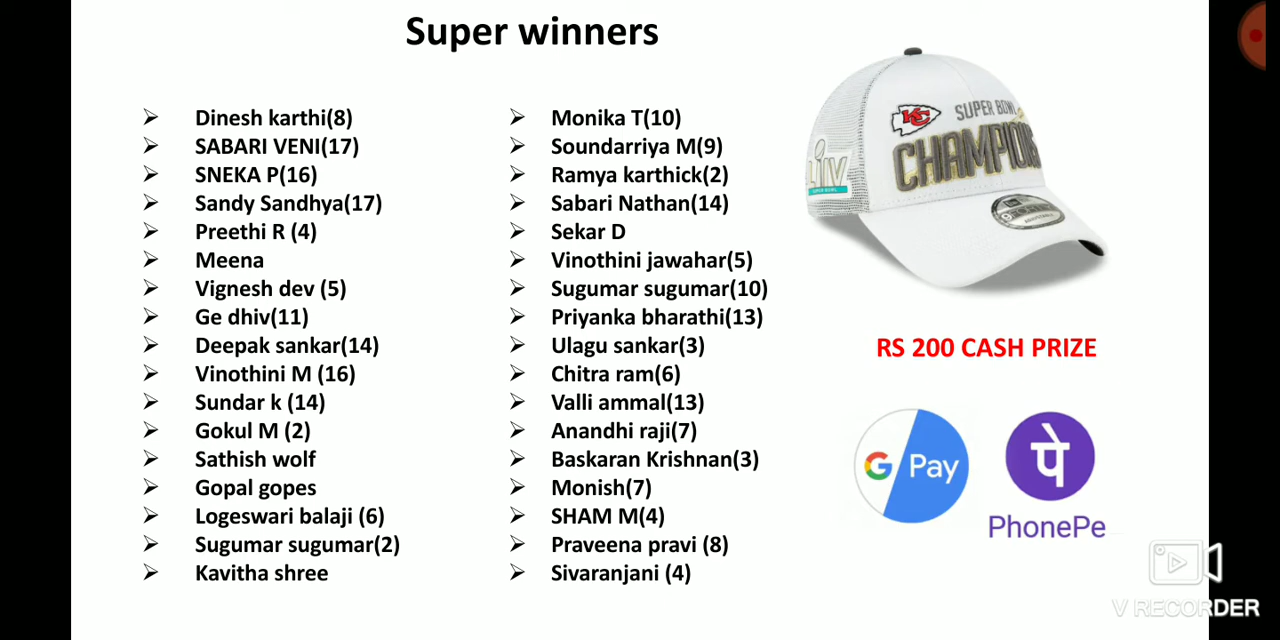 Super winners
➢ Dinesh karthi(8)
➢ SABARI VENI(17)
➢ SNEKA P(16)
➢ Sandy Sandhya(17)
➢ Preethi R (4)
➢ Meena
➢ Vignesh dev (5)
➢ Ge dhiv(11)
➢ Deepak sankar(14)
➢ Vinothini M (16)
➢ Sundar k (14)
➢ Gokul M (2)
➢ Sathish wolf
➢ Gopal gopes
➢ Logeswari balaji (6)
➢ Sugumar sugumar(2)
➢ Kavitha shree
➢ Monika T(10)
➢ Soundarriya M(9)
➢ Ramya karthick(2)
➢ Sabari Nathan(14)
➢ Sekar D
➢ Vinothini jawahar(5)
➢ Sugumar sugumar(10)
➢ Priyanka bharathi(13)
➢ Ulagu sankar(3)
➢ Chitra ram(6)
➢ Valli ammal(13)
➢ Anandhi raji(7)
➢ Baskaran Krishnan(3)
➢ Monish(7)
➢ SHAM M(4)
➢ Praveena pravi (8)
➢ Sivaranjani (4)
KC
SUPER BOWL
CHAMPIONS
LIV
RS 200 CASH PRIZE
G Pay
पे
PhonePe
V RECORDER